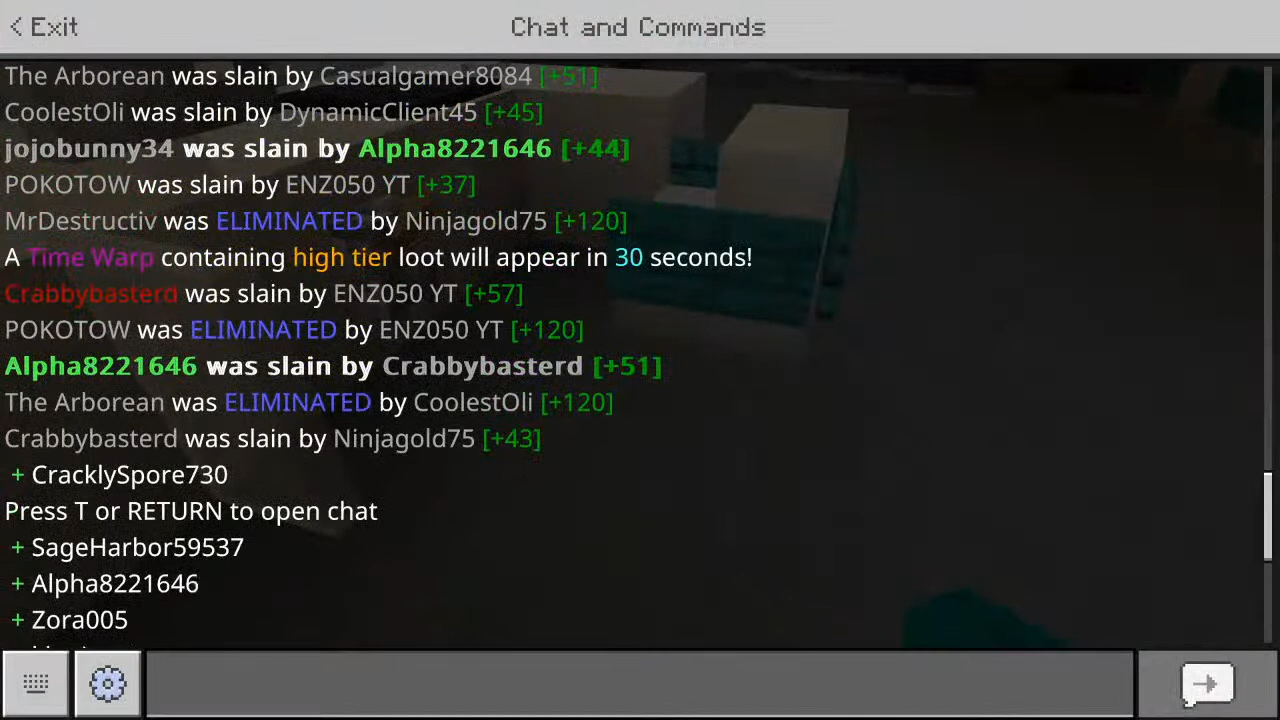 < Exit
Chat and Commands
The Arborean was slain by Casualgamer8084 [+51]
CoolestOli was slain by DynamicClient45 [+45]
jojobunny34 was slain by Alpha8221646 [+44]
POKOTOW was slain by ENZ050 YT [+37]
MrDestructiv was ELIMINATED by Ninjagold75 [+120]
A Time Warp containing high tier loot will appear in 30 seconds!
Crabbybasterd was slain by ENZ050 YT [+57]
POKOTOW was ELIMINATED by ENZ050 YT [+120]
Alpha8221646 was slain by Crabbybasterd [+51]
The Arborean was ELIMINATED by CoolestOli [+120]
Crabbybasterd was slain by Ninjagold75 [+43]
+ CracklySpore730
Press T or RETURN to open chat
+ SageHarbor59537
+ Alpha8221646
+ Zora005